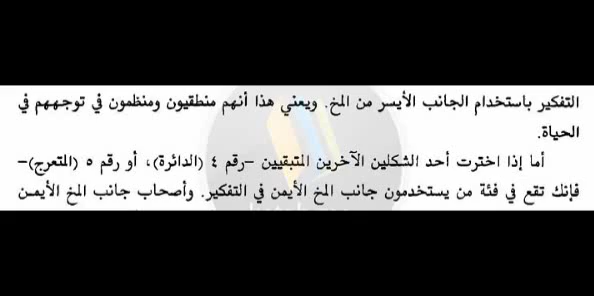 التفكير باستخدام الجانب الأيسر من المخ. ويعني هذا أنهم منطقيون ومنظمون في توجههم في
الحياة.
أما إذا اخترت أحد الشكلين الآخرين المتبقيين –رقم ٤ (الدائرة)، أو رقم ٥ (المتعرج)–
فإنك تقع في فئة من يستخدمون جانب المخ الأيمن في التفكير. وأصحاب جانب المخ الأيمـن